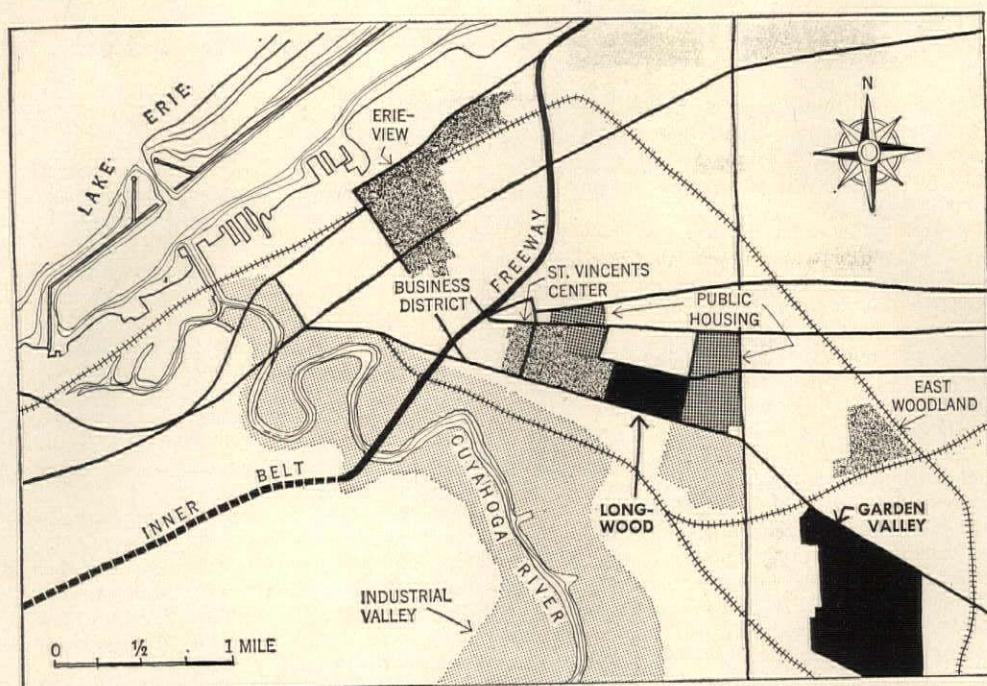 LAKE ERIE
N
ERIE-
VIEW
FREEWAY
BUSINESS
DISTRICT
ST. VINCENTS
CENTER
PUBLIC
HOUSING
EAST
WOODLAND
INNER BELT
CUYAHOGA RIVER
LONG-
WOOD
GARDEN
VALLEY
INDUSTRIAL
VALLEY
0 ½ 1 MILE